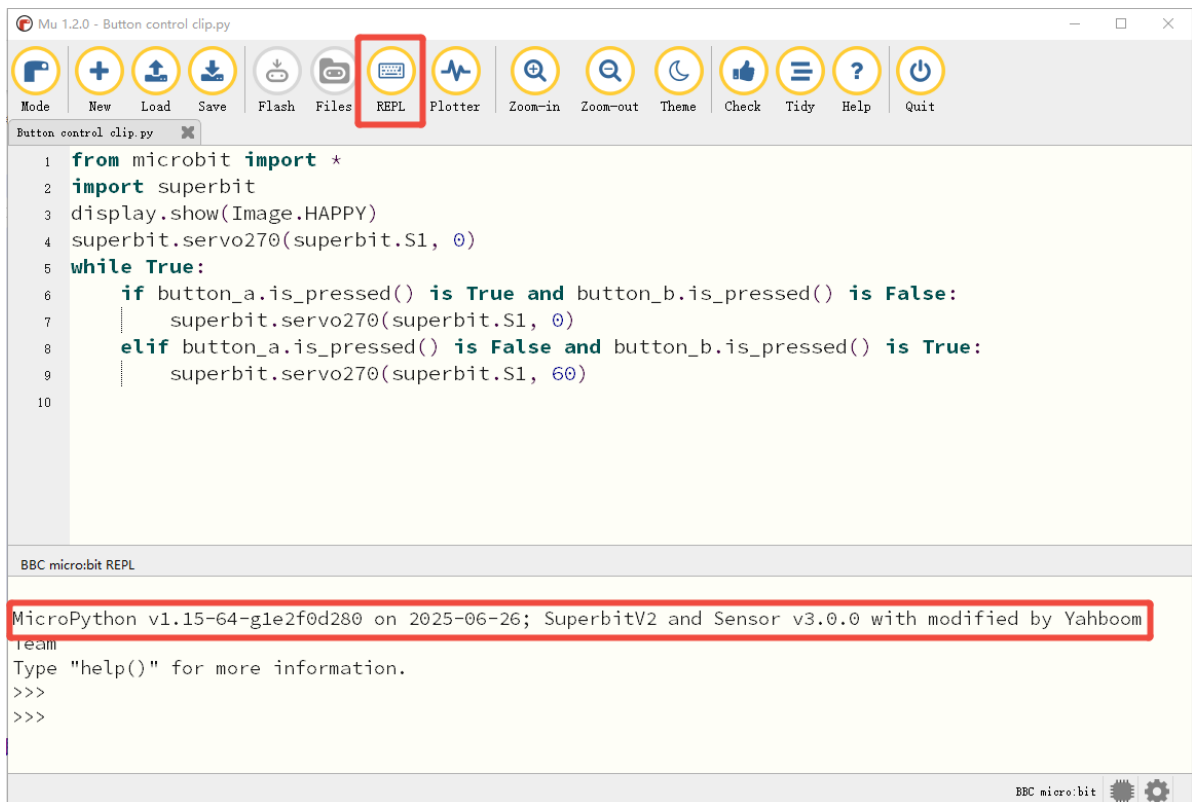 Mu 1.2.0 - Button control clip.py
Mode New Load Save Flash Files REPL Plotter Zoom-in Zoom-out Theme Check Tidy Help Quit
Button control clip.py
1 from microbit import *
2 import superbit
3 display.show(Image.HAPPY)
4 superbit.servo270(superbit.S1, 0)
5 while True:
6     if button_a.is_pressed() is True and button_b.is_pressed() is False:
7         superbit.servo270(superbit.S1, 0)
8     elif button_a.is_pressed() is False and button_b.is_pressed() is True:
9         superbit.servo270(superbit.S1, 60)
10
BBC micro:bit REPL
MicroPython v1.15-64-g1e2f0d280 on 2025-06-26; SuperbitV2 and Sensor v3.0.0 with modified by Yahboom
Team
Type "help()" for more information.
>>>
>>>
BBC micro:bit